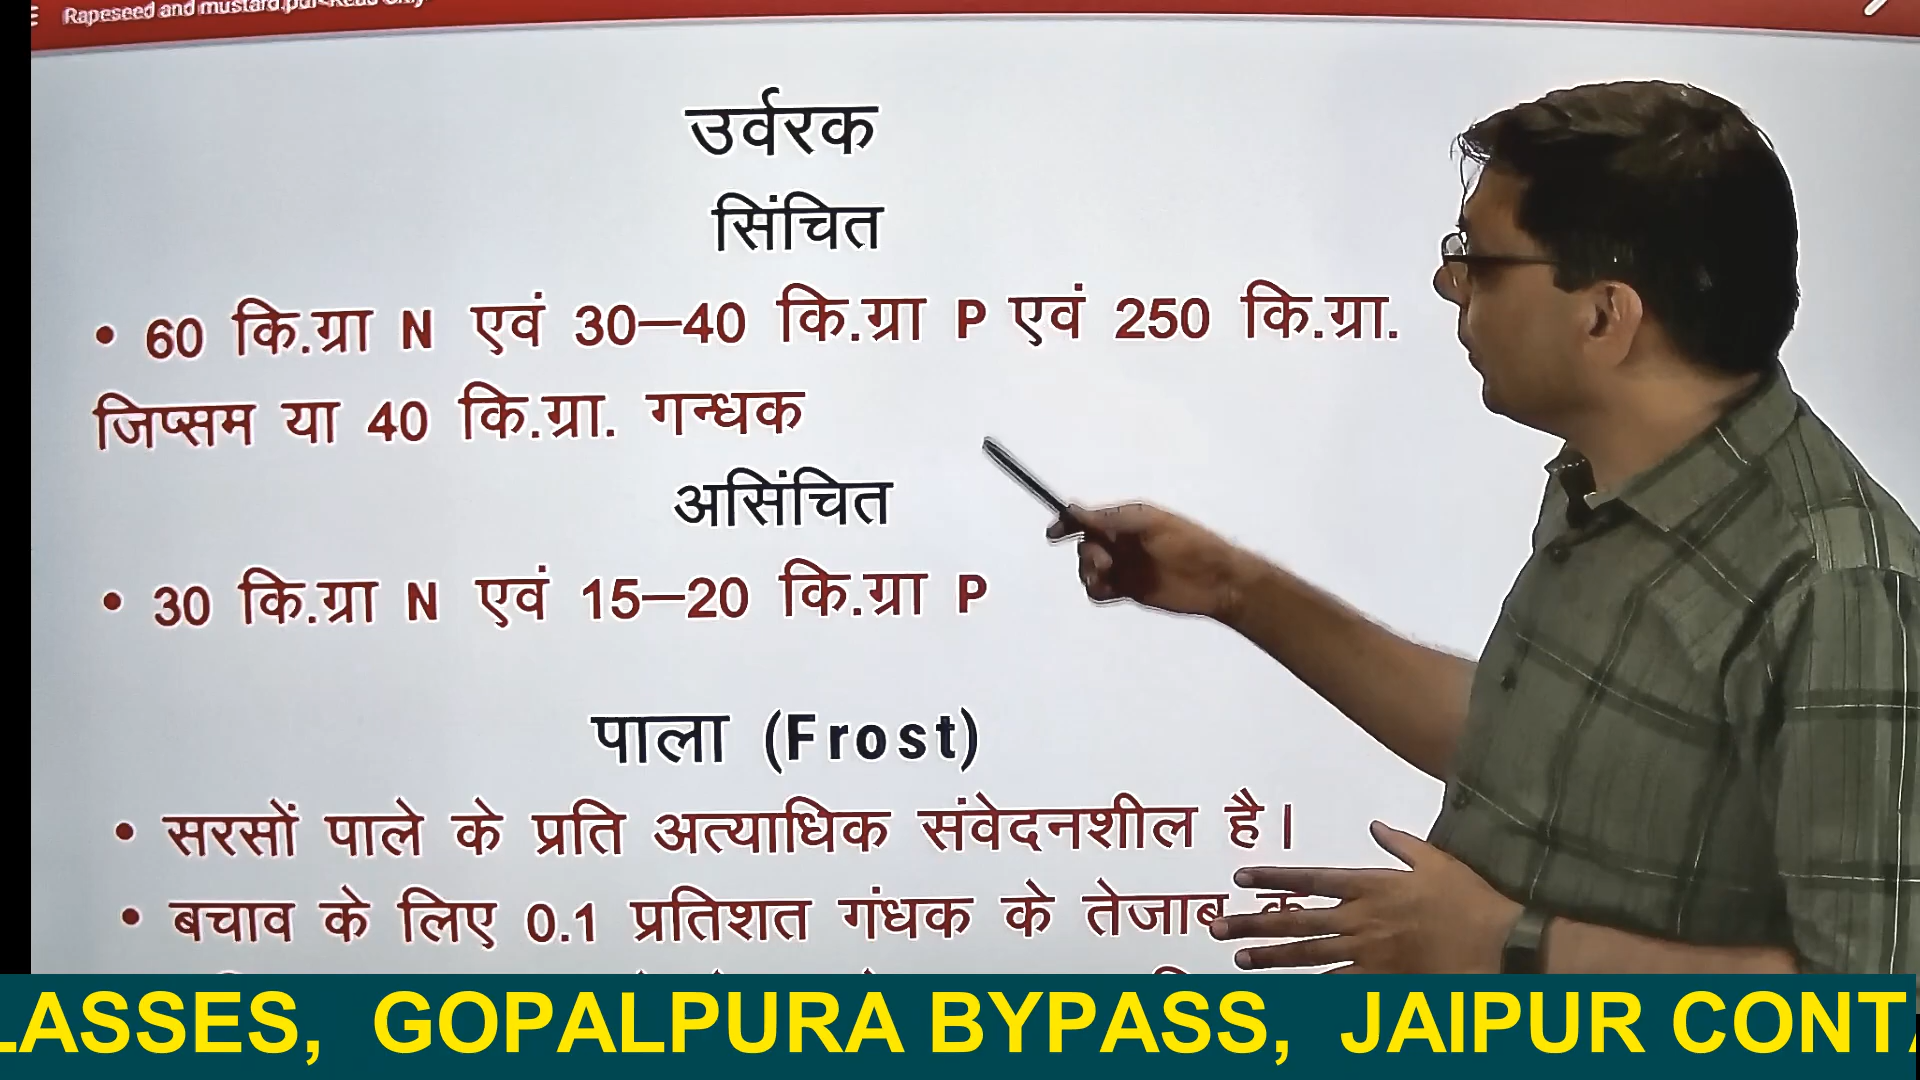 Rapeseed and mustard.pdf
उर्वरक
सिंचित
• 60 कि.ग्रा N एवं 30–40 कि.ग्रा P एवं 250 कि.ग्रा.
जिप्सम या 40 कि.ग्रा. गन्धक
असिंचित
• 30 कि.ग्रा N एवं 15–20 कि.ग्रा P
पाला (Frost)
• सरसों पाले के प्रति अत्याधिक संवेदनशील है।
• बचाव के लिए 0.1 प्रतिशत गंधक के तेजाब
LASSES, GOPALPURA BYPASS, JAIPUR CONTA